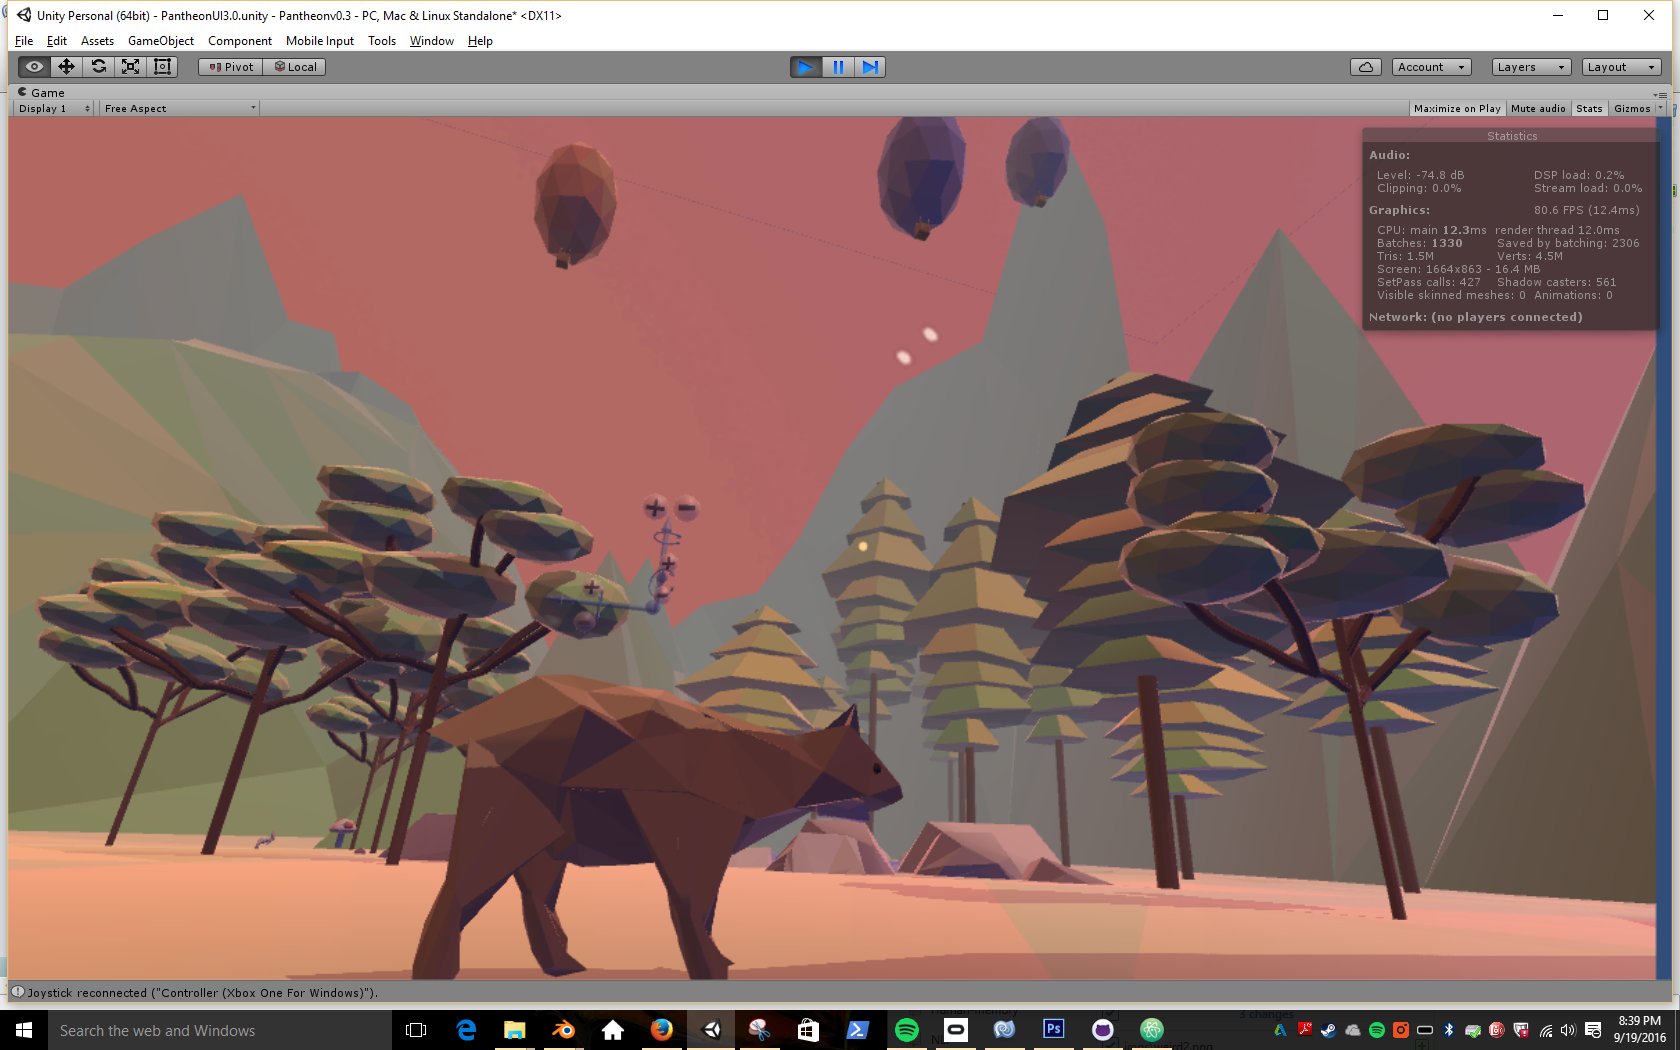 Unity Personal (64bit) - PantheonUI3.0.unity - Pantheonv0.3 - PC, Mac & Linux Standalone* <DX11>
File Edit Assets GameObject Component Mobile Input Tools Window Help
Pivot Local Account Layers Layout
Game
Display 1 Free Aspect Maximize on Play Mute audio Stats Gizmos
Statistics
Audio:
Level: -74.8 dB DSP load: 0.2%
Clipping: 0.0% Stream load: 0.0%
Graphics: 80.6 FPS (12.4ms)
CPU: main 12.3ms render thread 12.0ms
Batches: 1330 Saved by batching: 2306
Tris: 1.5M Verts: 4.5M
Screen: 1664x863 - 16.4 MB
SetPass calls: 427 Shadow casters: 561
Visible skinned meshes: 0 Animations: 0
Network: (no players connected)
Joystick reconnected ("Controller (Xbox One For Windows)").
Search the web and Windows
Ps
3 changes
8:39 PM
9/19/2016